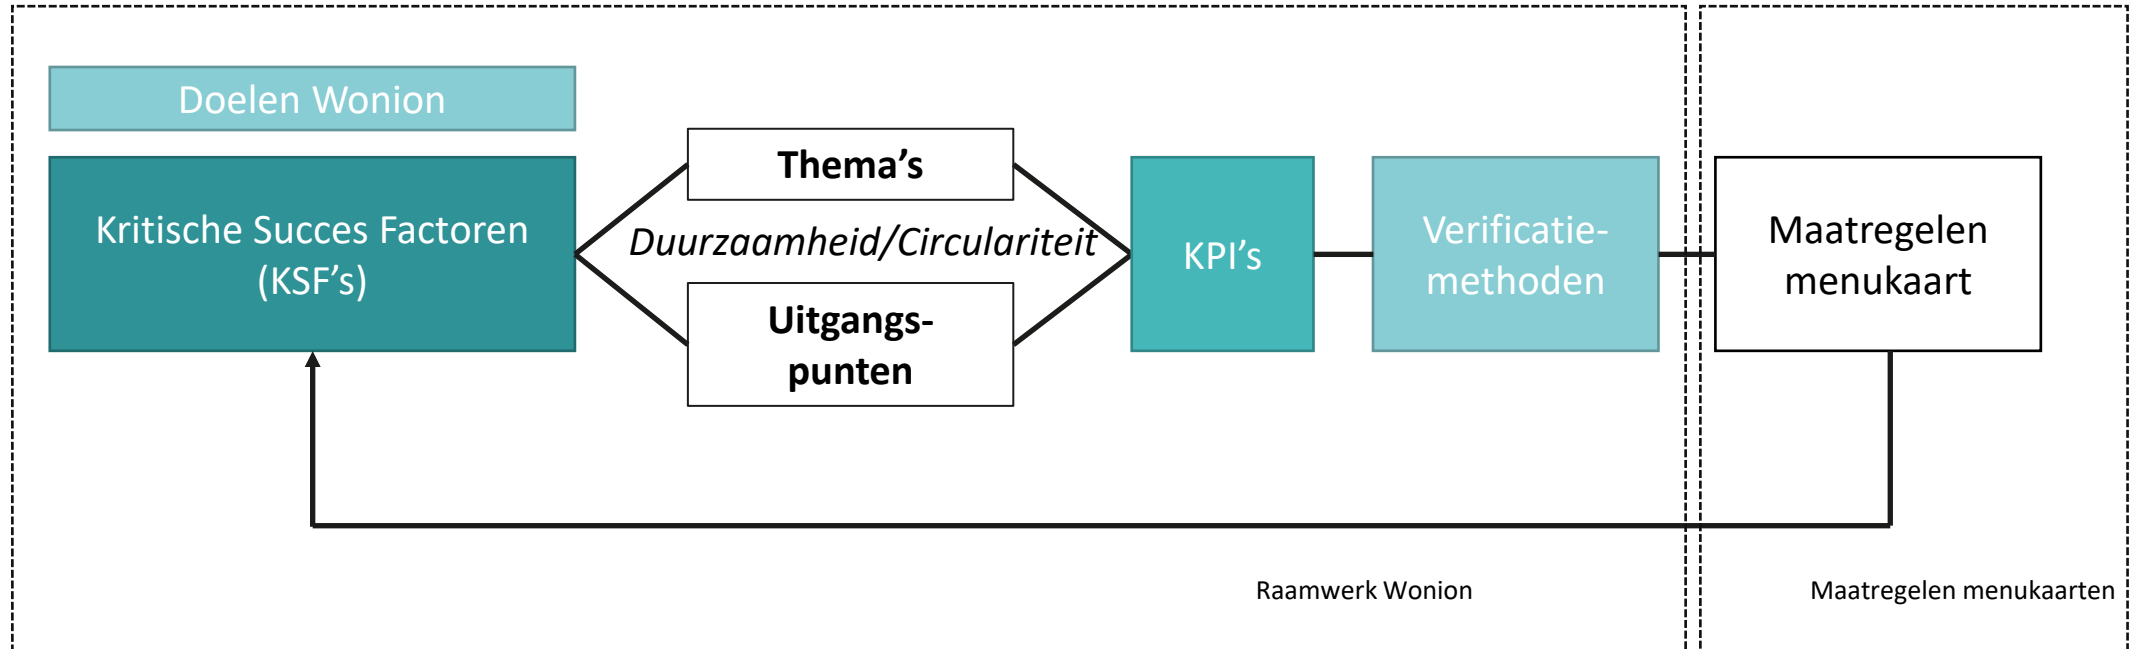 Doelen Wonion
Kritische Succes Factoren
(KSF's)
Thema's
Duurzaamheid/Circulariteit
Uitgangs-
punten
KPI's
Verificatie-
methoden
Maatregelen
menukaart
Raamwerk Wonion
Maatregelen menukaarten